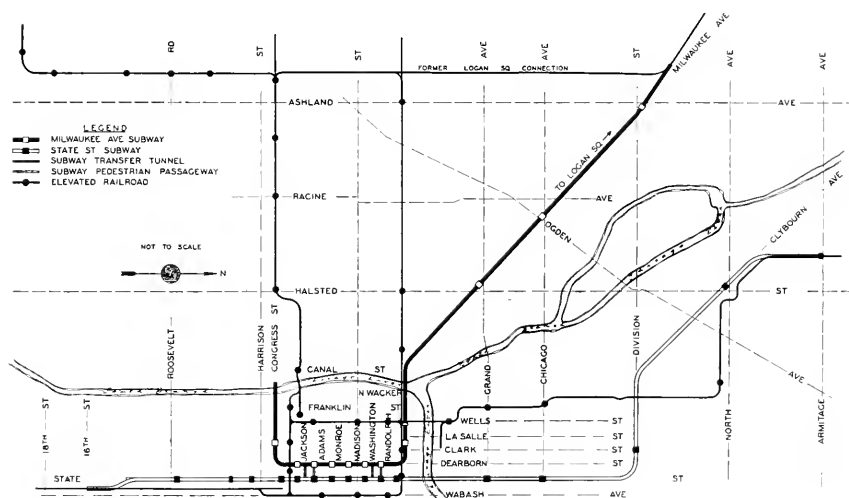 RD
ST
ST
AVE
AVE
ST
MILWAUKEE AVE
AVE
AVE
FORMER LOGAN SQ CONNECTION
ASHLAND
AVE
LEGEND
MILWAUKEE AVE SUBWAY
STATE ST SUBWAY
SUBWAY TRANSFER TUNNEL
SUBWAY PEDESTRIAN PASSAGEWAY
ELEVATED RAILROAD
TO LOGAN SQ
RACINE
AVE
AVE
OGDEN
CLYBOURN
NOT TO SCALE
N
HALSTED
ST
ROOSEVELT
HARRISON
CONGRESS ST
CANAL ST
N WACKER
GRAND
CHICAGO
DIVISION
AVE
FRANKLIN ST
WELLS ST
LA SALLE ST
CLARK ST
DEARBORN ST
JACKSON
ADAMS
MONROE
MADISON
WASHINGTON
RANDOLPH
NORTH
ARMITAGE
18TH ST
16TH ST
STATE ST
WABASH AVE